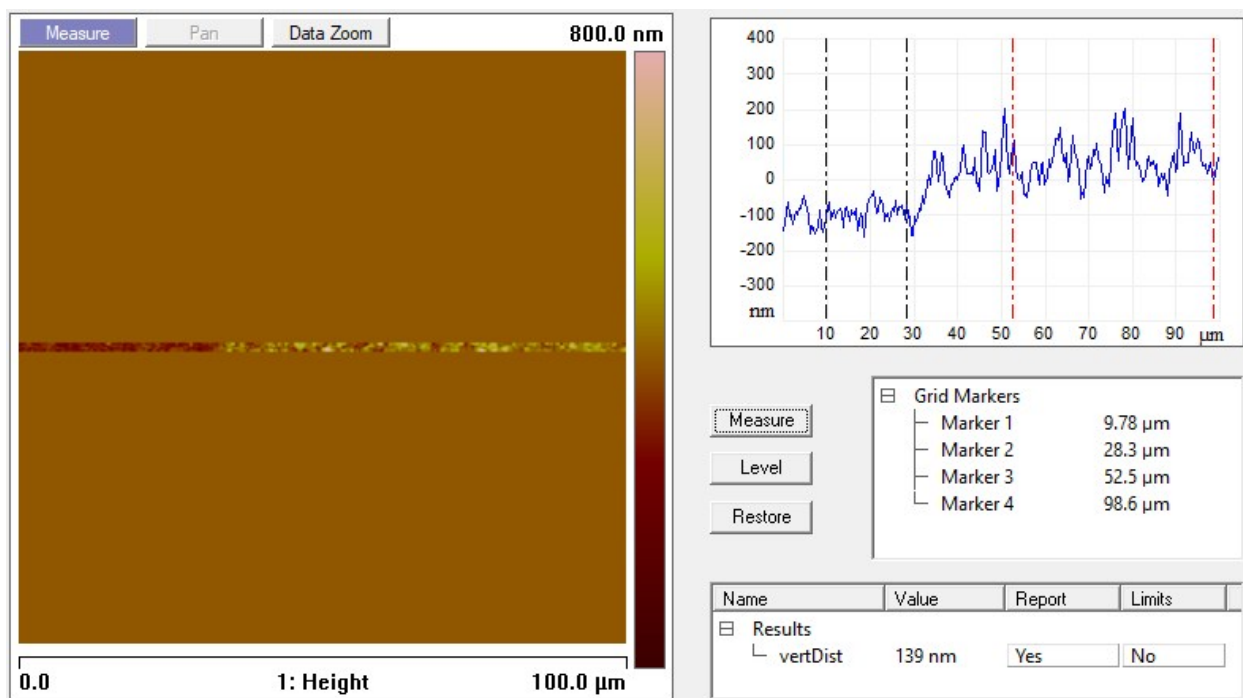 Measure Pan Data Zoom 800.0 nm
0.0 1: Height 100.0 µm
400
300
200
100
0
-100
-200
-300
nm
10 20 30 40 50 60 70 80 90 µm
Measure
Level
Restore
Grid Markers
Marker 1 9.78 µm
Marker 2 28.3 µm
Marker 3 52.5 µm
Marker 4 98.6 µm
Name Value Report Limits
Results
vertDist 139 nm Yes No